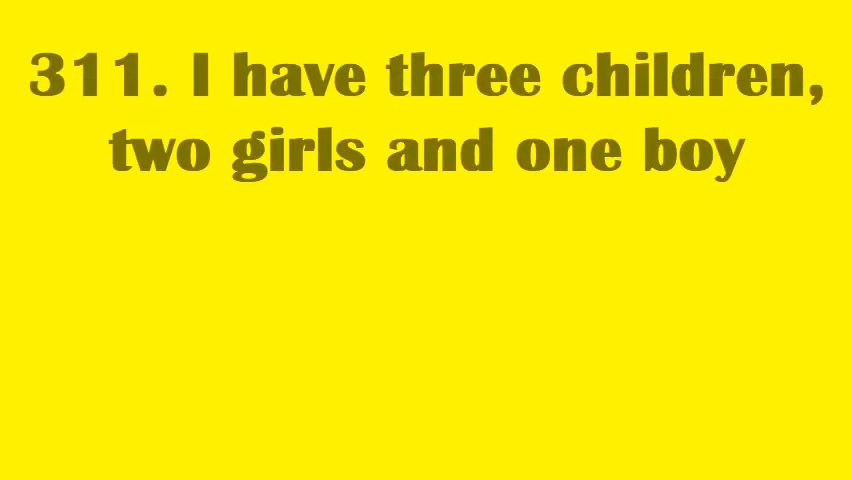 311. I have three children,
two girls and one boy